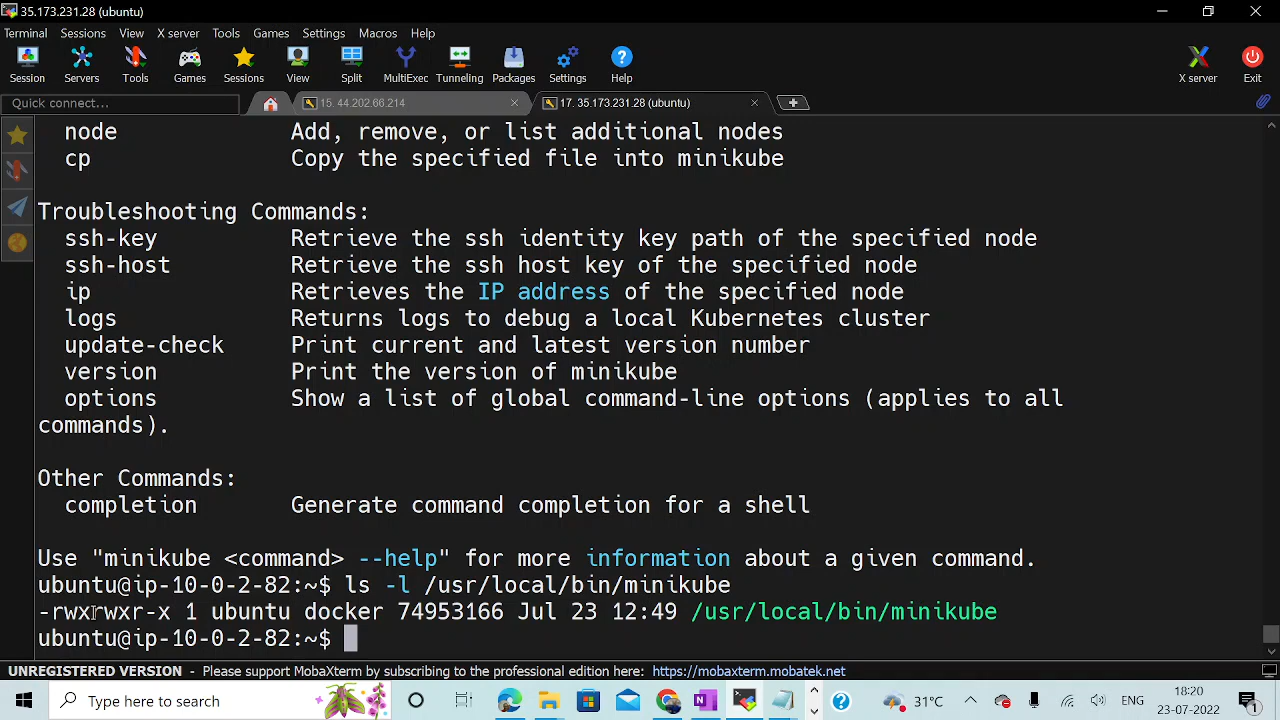 35.173.231.28 (ubuntu)
Terminal Sessions View X server Tools Games Settings Macros Help
Session Servers Tools Games Sessions View Split MultiExec Tunneling Packages Settings Help X server Exit
Quick connect... 15. 44.202.66.214 17. 35.173.231.28 (ubuntu)
node Add, remove, or list additional nodes
cp Copy the specified file into minikube
Troubleshooting Commands:
ssh-key Retrieve the ssh identity key path of the specified node
ssh-host Retrieve the ssh host key of the specified node
ip Retrieves the IP address of the specified node
logs Returns logs to debug a local Kubernetes cluster
update-check Print current and latest version number
version Print the version of minikube
options Show a list of global command-line options (applies to all
commands).
Other Commands:
completion Generate command completion for a shell
Use "minikube <command> --help" for more information about a given command.
ubuntu@ip-10-0-2-82:~$ ls -l /usr/local/bin/minikube
-rwxrwxr-x 1 ubuntu docker 74953166 Jul 23 12:49 /usr/local/bin/minikube
ubuntu@ip-10-0-2-82:~$
UNREGISTERED VERSION - Please support MobaXterm by subscribing to the professional edition here: https://mobaxterm.mobatek.net
Type here to search 31°C ENG 18:20
23-07-2022 1